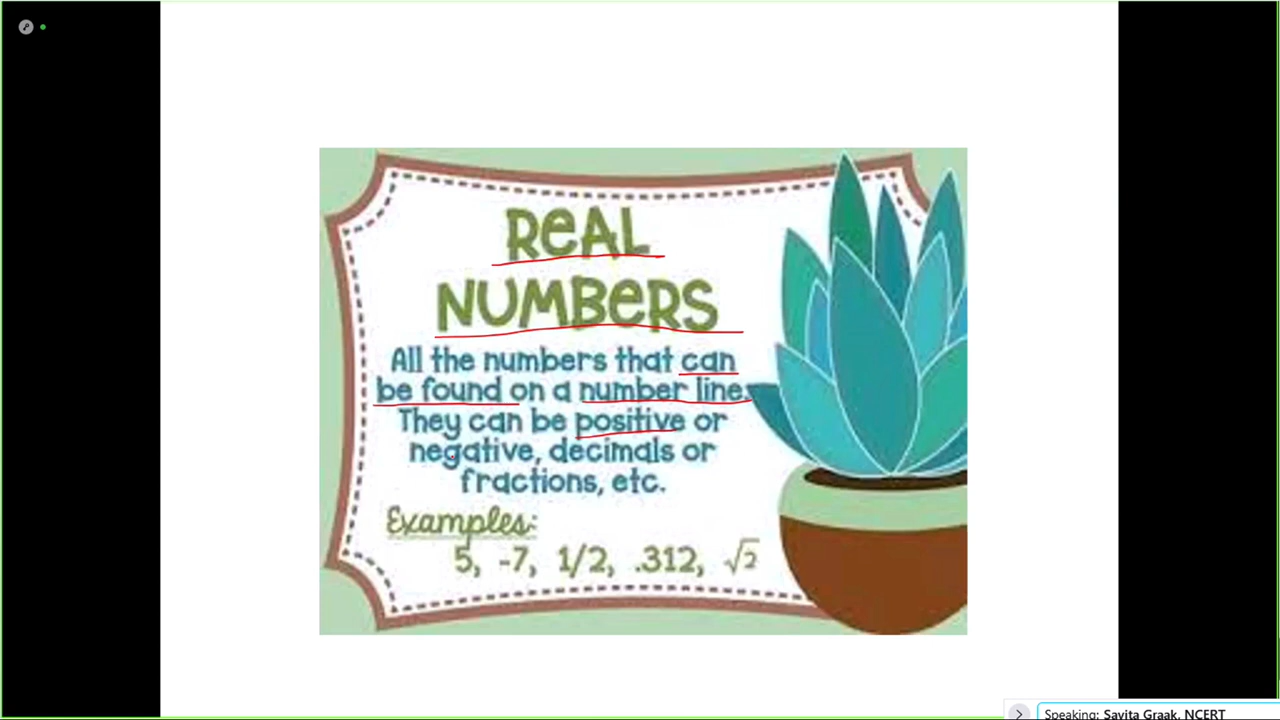 ReAL
NUMBeRS
All the numbers that can
be found on a number line.
They can be positive or
negative, decimals or
fractions, etc.
Examples:
5, -7, 1/2, .312, √2
Speaking: Savita Graak, NCERT